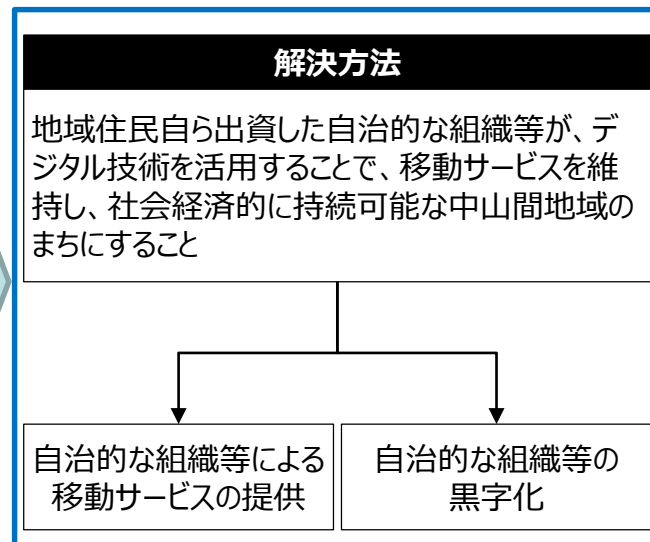 解決方法
地域住民自ら出資した自治的な組織等が、デ
ジタル技術を活用することで、移動サービスを維
持し、社会経済的に持続可能な中山間地域の
まちにすること
自治的な組織等による
移動サービスの提供
自治的な組織等の
黒字化